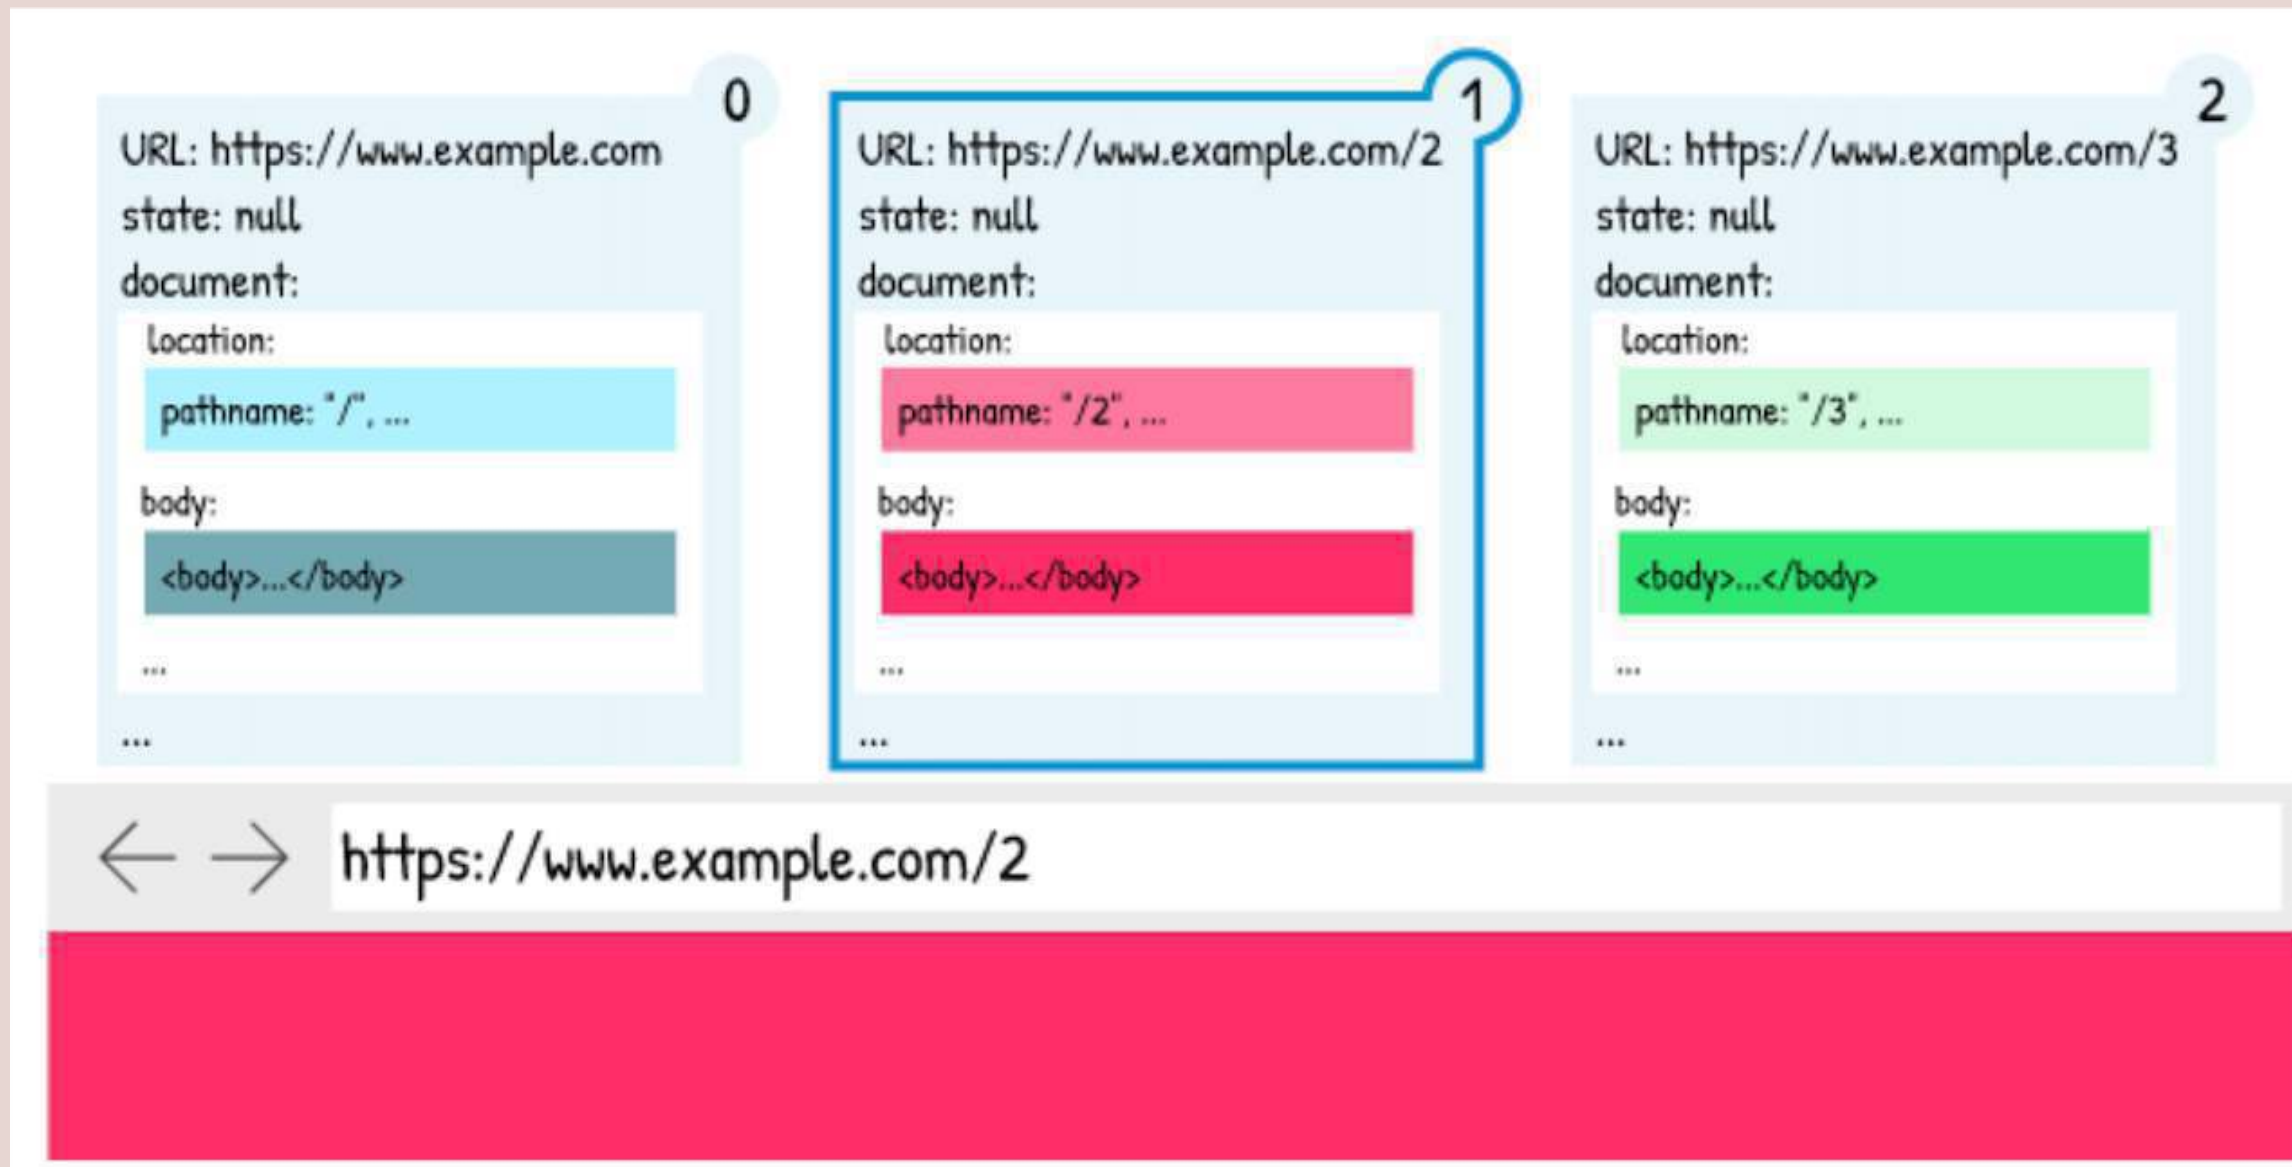 0
URL: https://www.example.com
state: null
document:
location:
pathname: "/", ...
body:
<body>...</body>
...
...
1
URL: https://www.example.com/2
state: null
document:
location:
pathname: "/2", ...
body:
<body>...</body>
...
...
2
URL: https://www.example.com/3
state: null
document:
location:
pathname: "/3", ...
body:
<body>...</body>
...
...
https://www.example.com/2